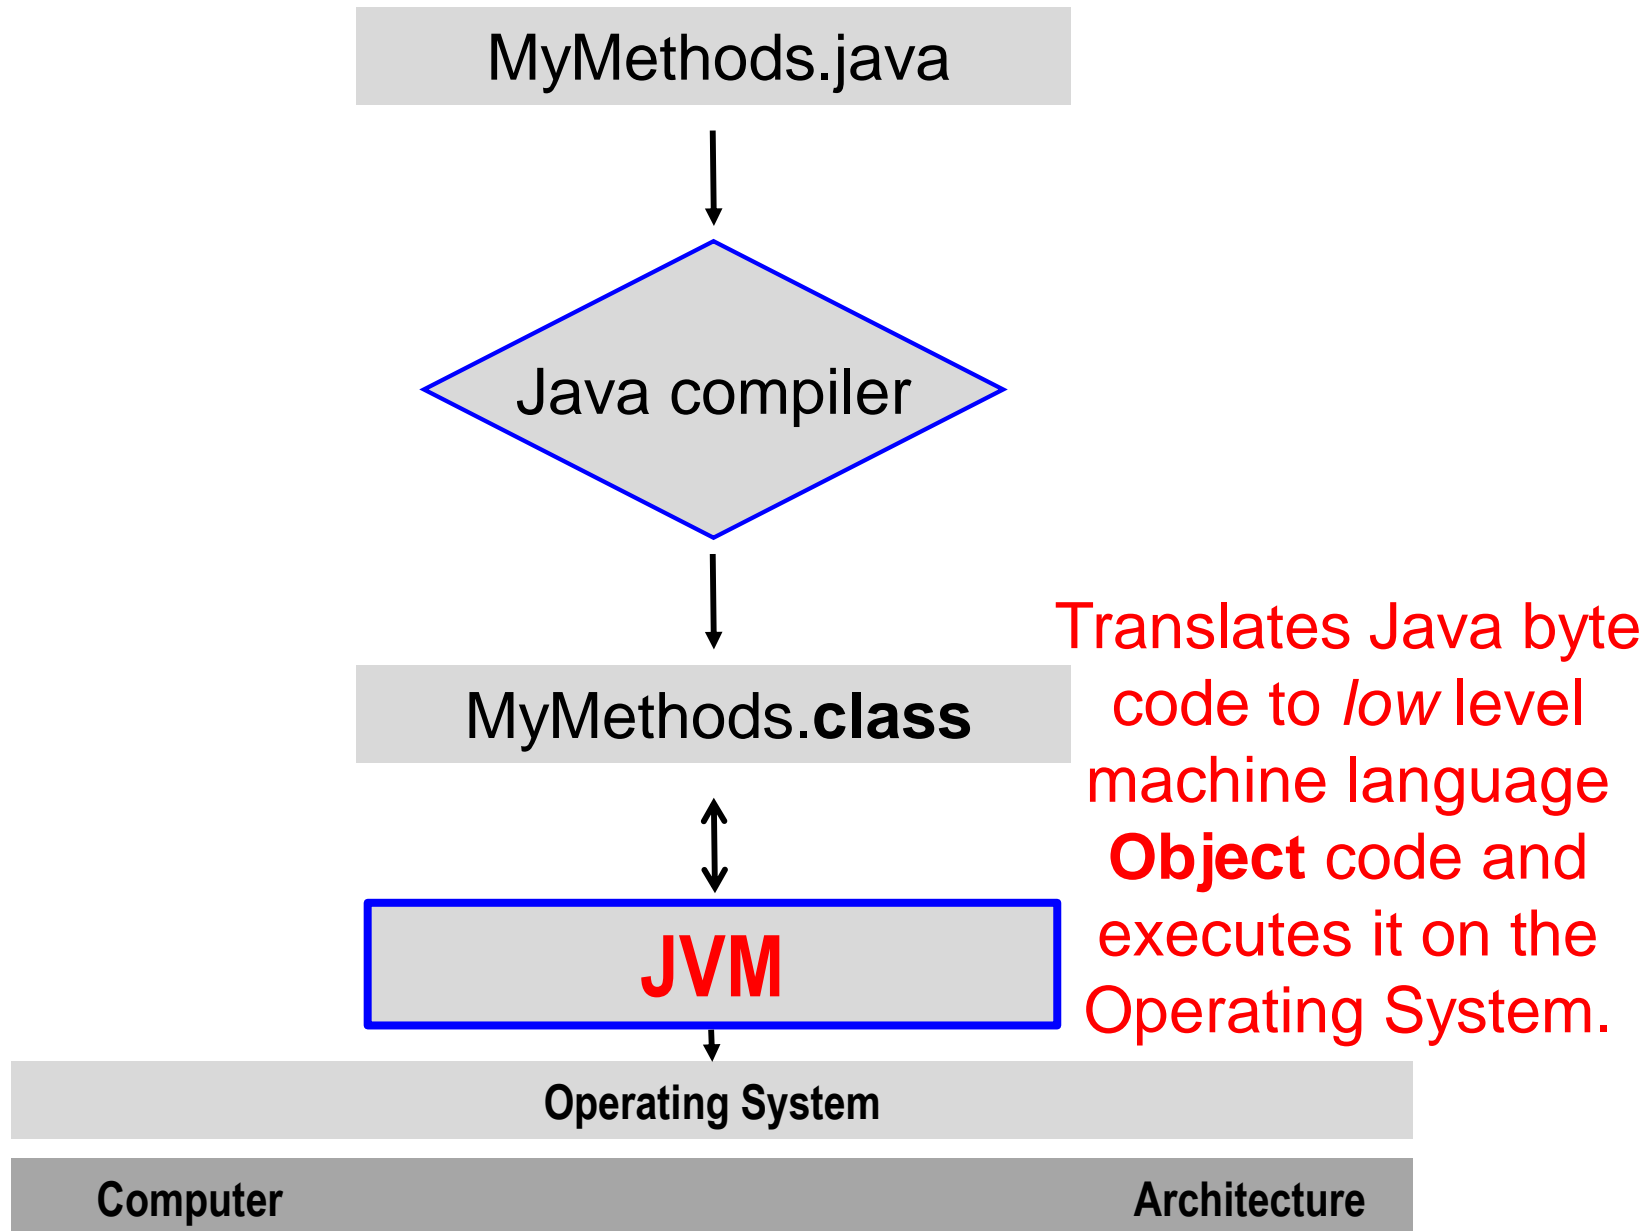 MyMethods.java
Java compiler
MyMethods.class
Translates Java byte
code to low level
machine language
Object code and
executes it on the
Operating System.
JVM
Operating System
Computer Architecture